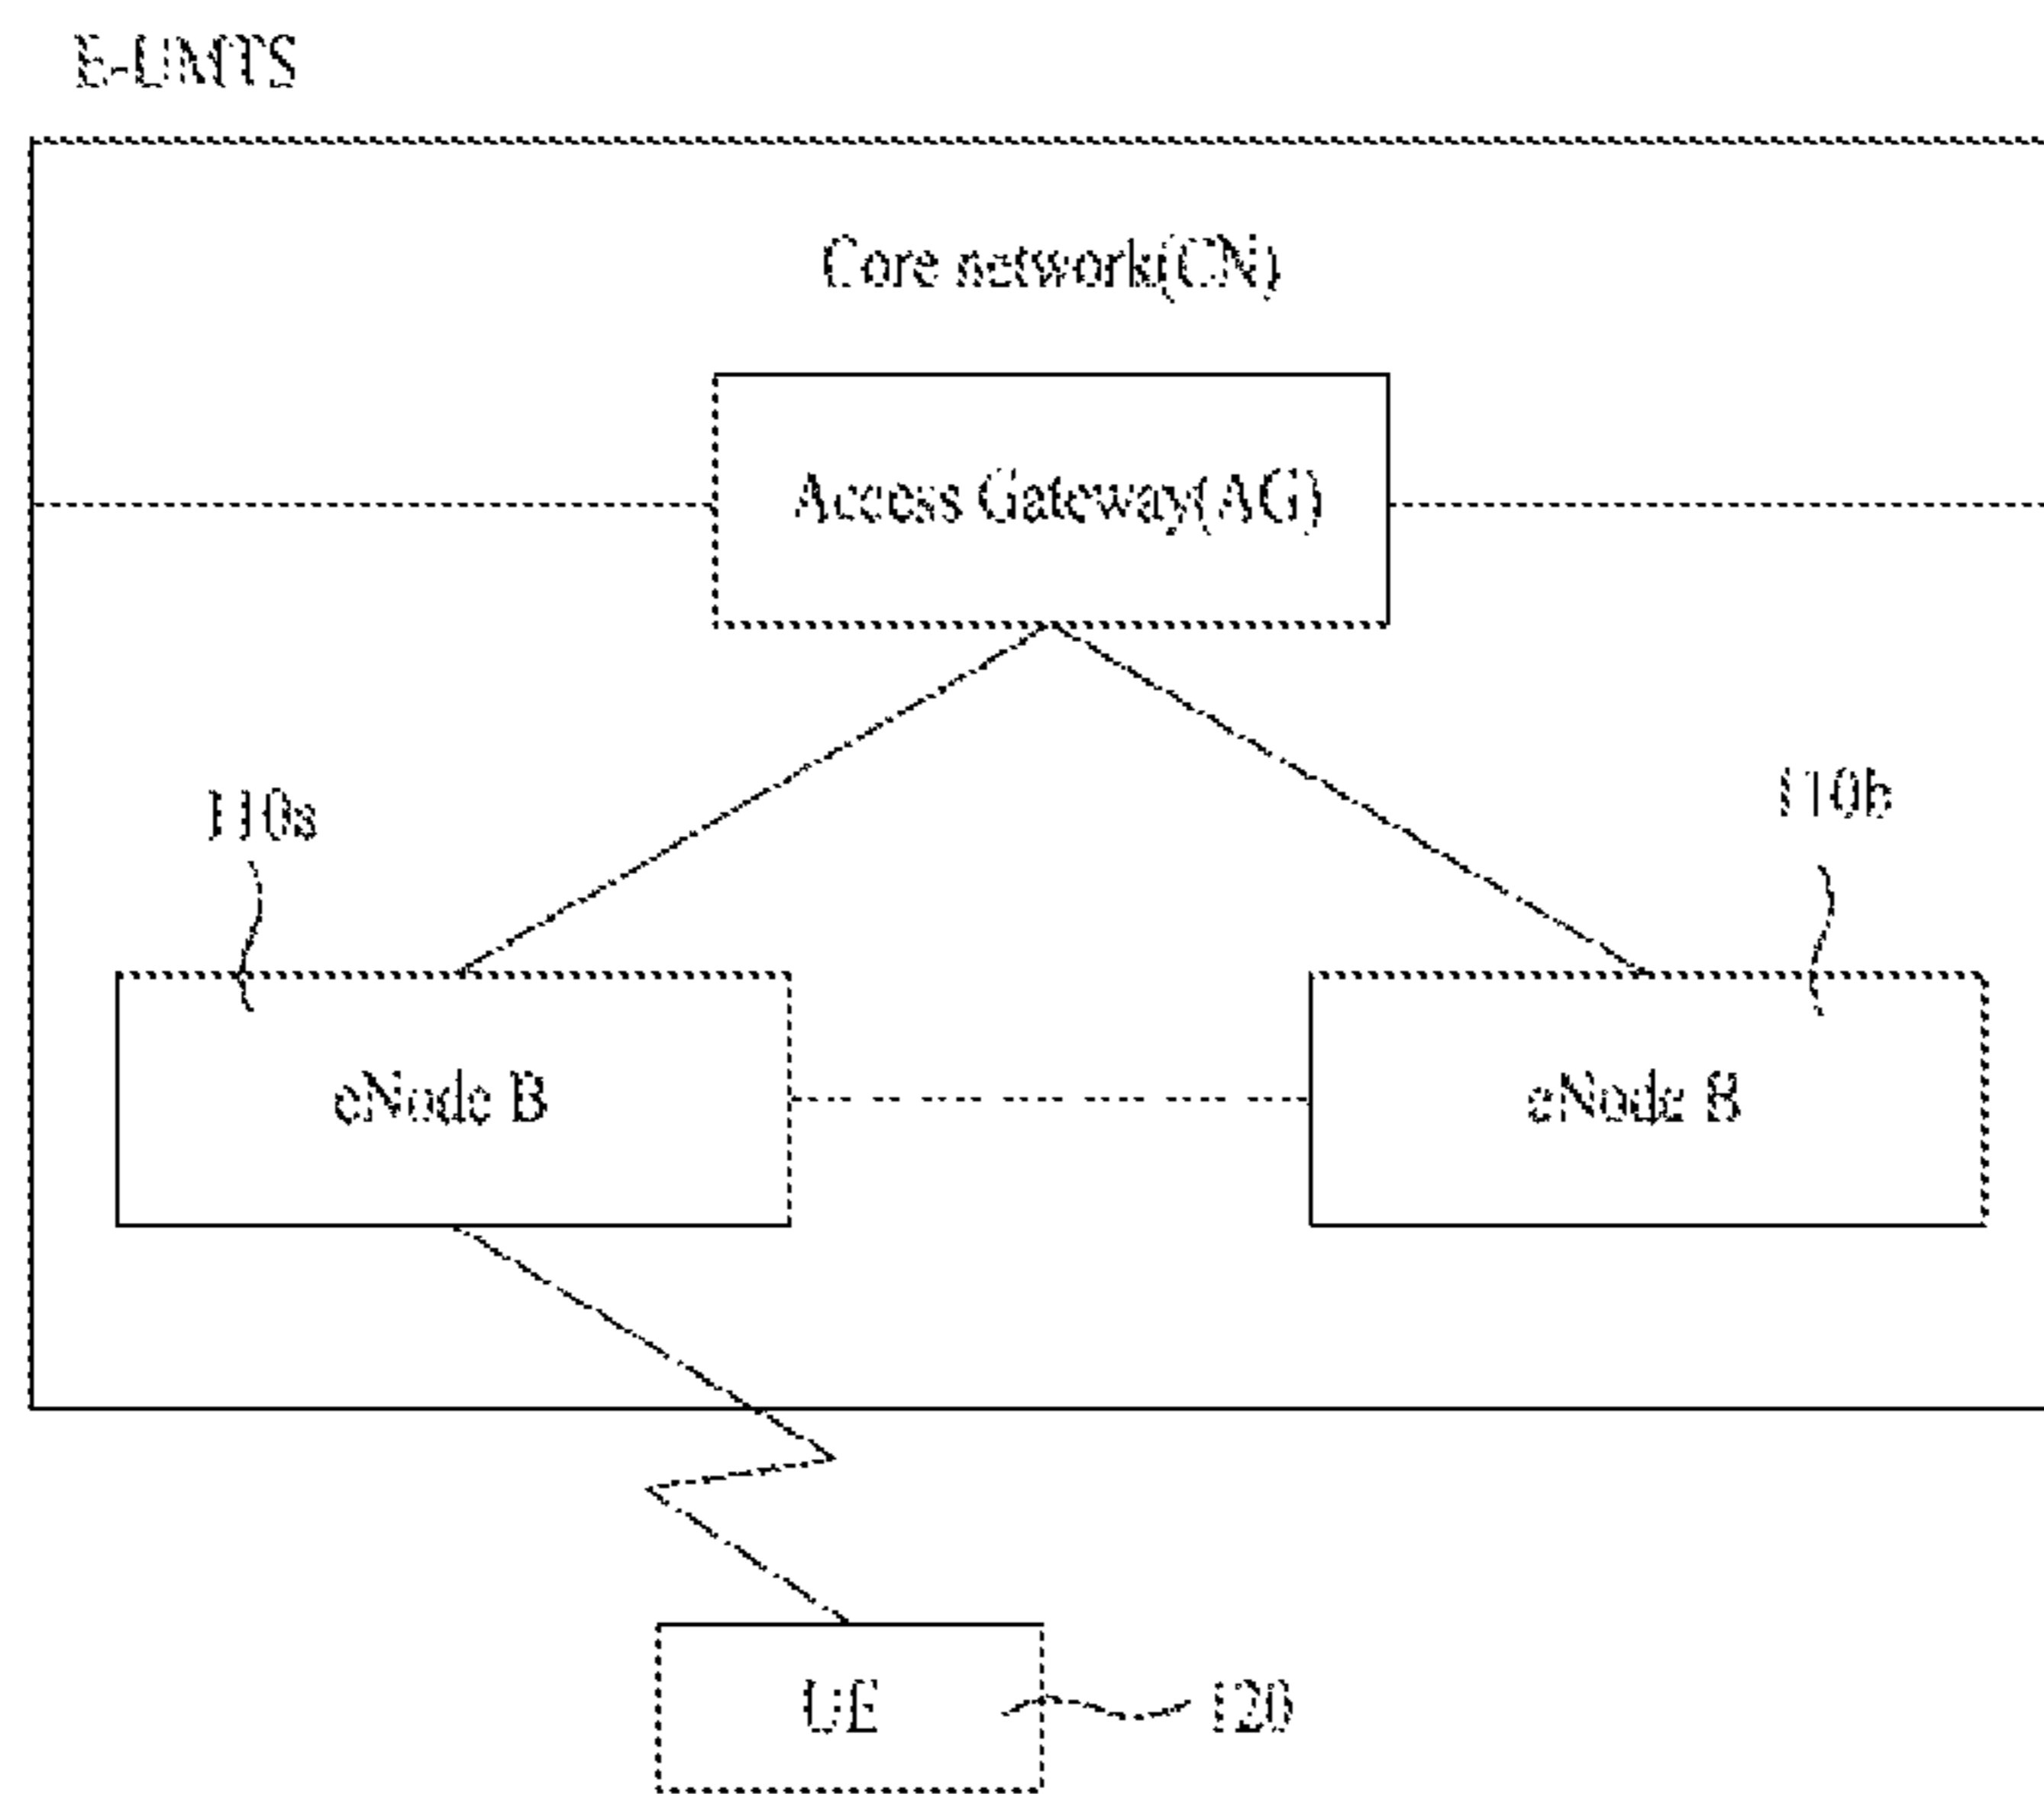 E-UMTS
Core network(CN)
Access Gateway(AG)
110a
110b
eNode B
eNode B
UE
120